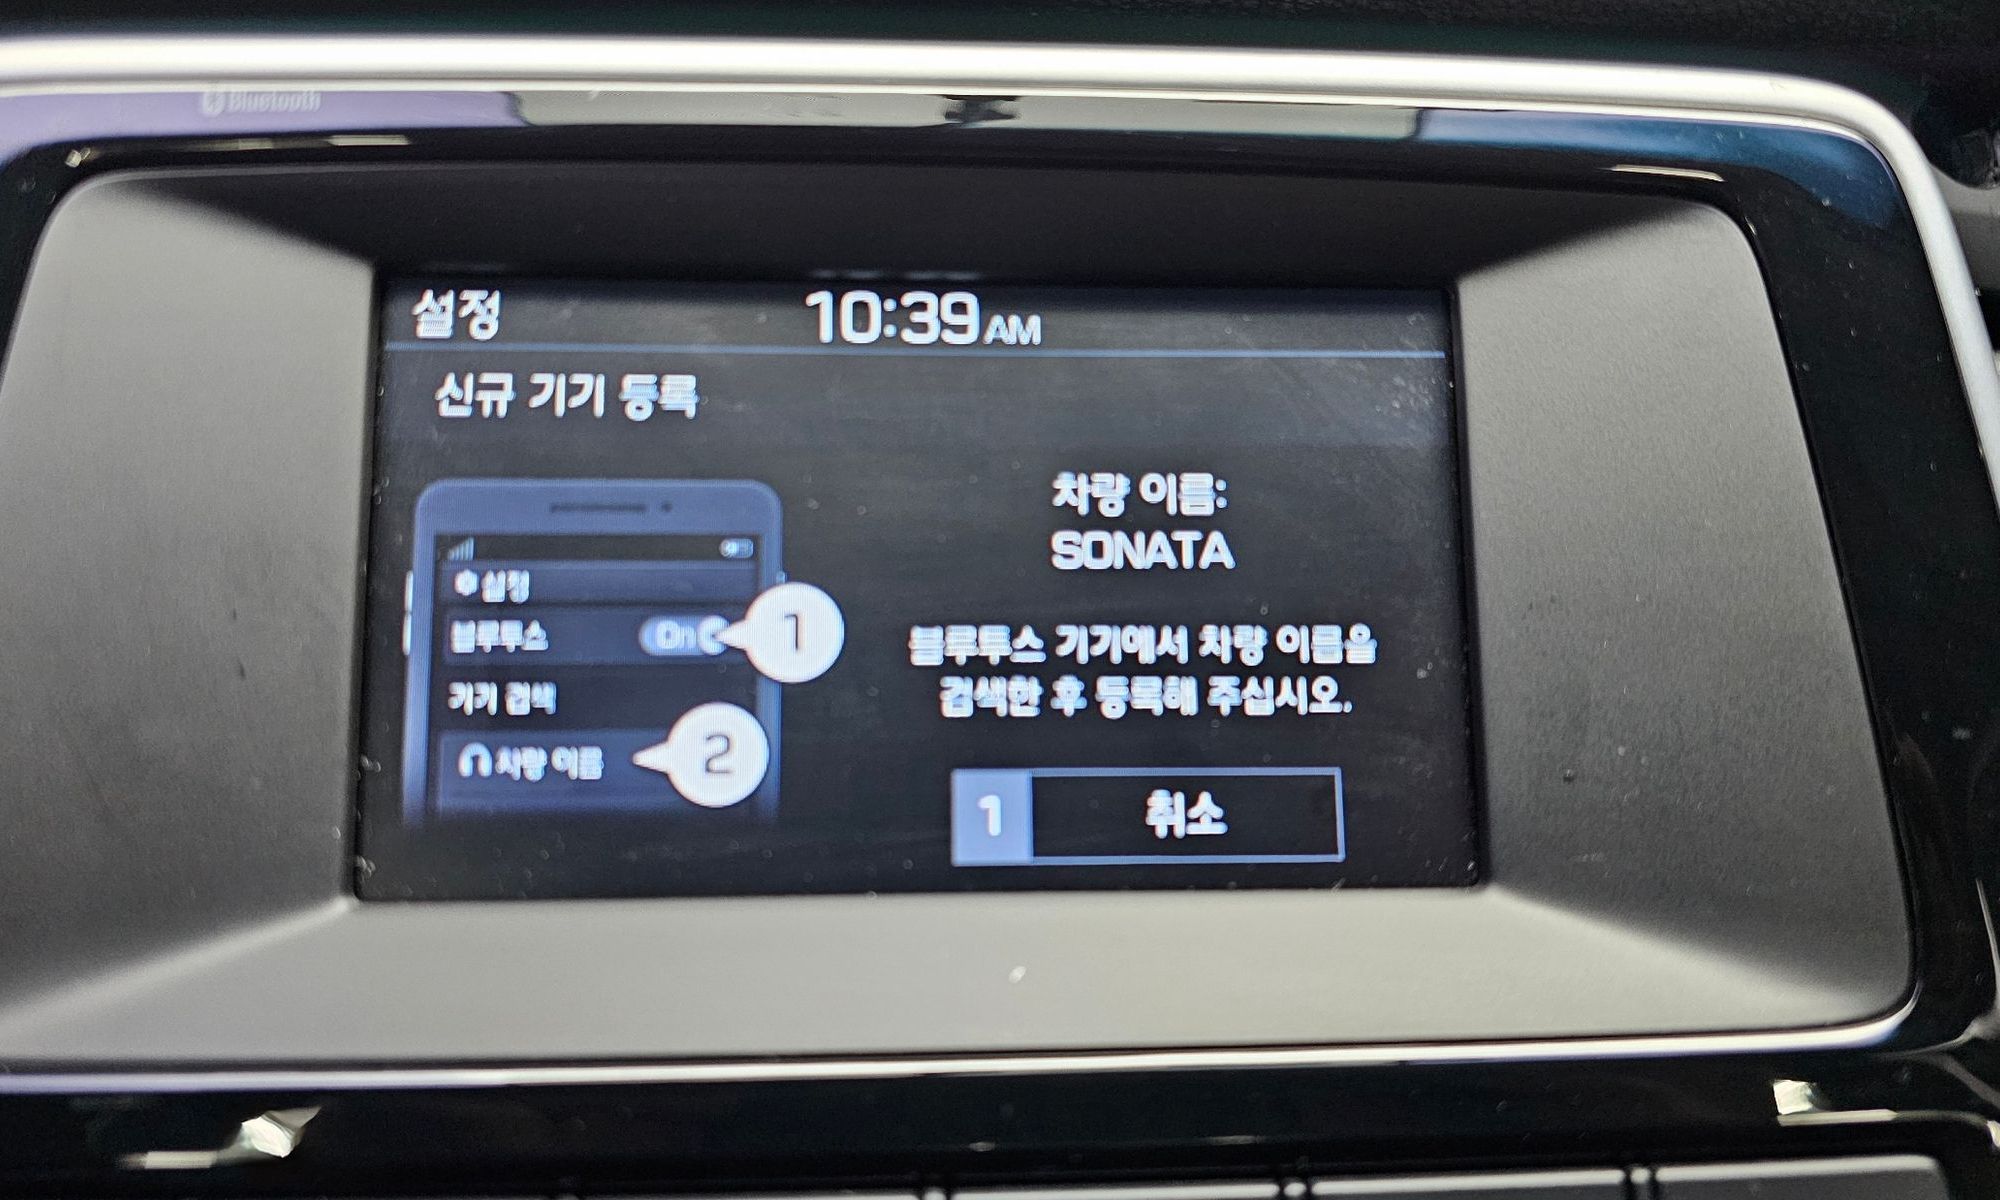 Bluetooth
설정
10:39 AM
신규 기기 등록
설정
블루투스 On
기기 검색
차량 이름
1
2
차량 이름:
SONATA
블루투스 기기에서 차량 이름을
검색한 후 등록해 주십시오.
1 취소